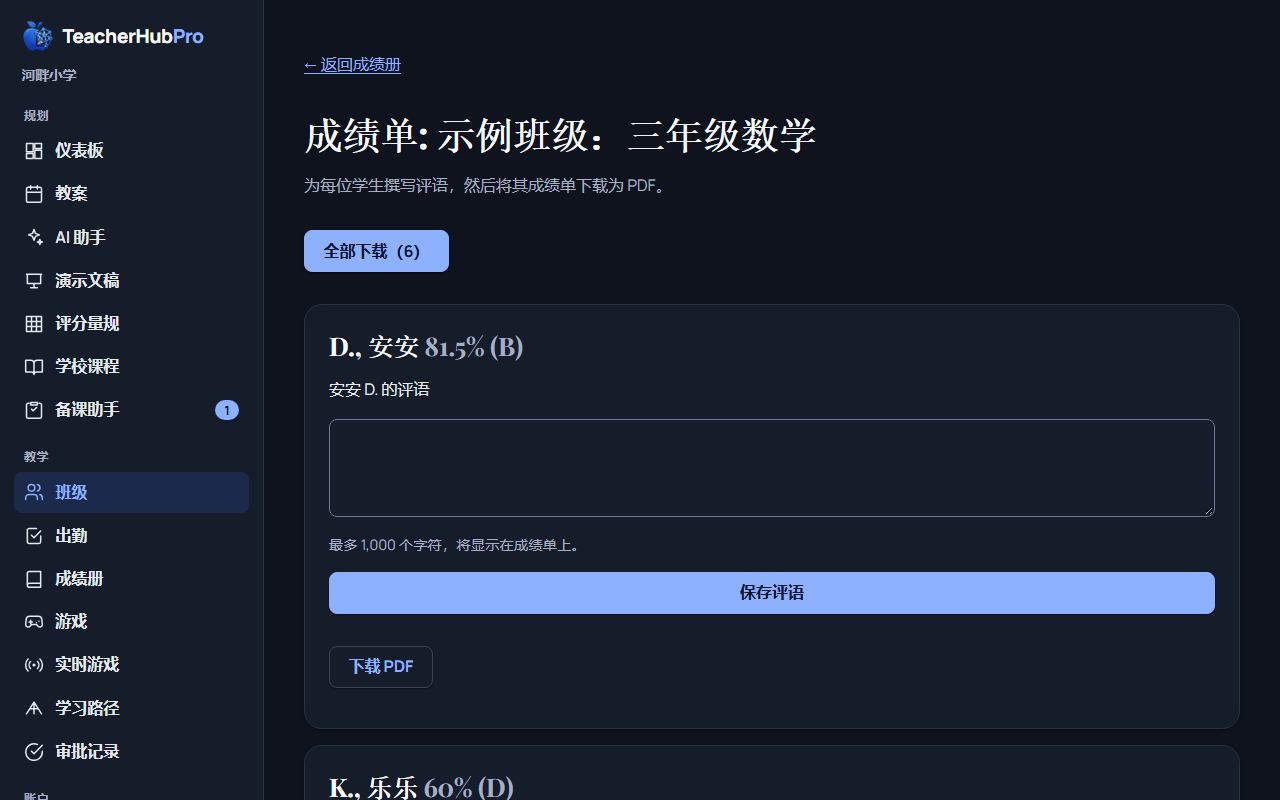 TeacherHubPro
河畔小学
规划
仪表板
教案
AI 助手
演示文稿
评分量规
学校课程
备课助手
1
教学
班级
出勤
成绩册
游戏
实时游戏
学习路径
审批记录
账户
← 返回成绩册
成绩单: 示例班级：三年级数学
为每位学生撰写评语，然后将其成绩单下载为 PDF。
全部下载（6）
D., 安安 81.5% (B)
安安 D. 的评语
最多 1,000 个字符，将显示在成绩单上。
保存评语
下载 PDF
K., 乐乐 60% (D)